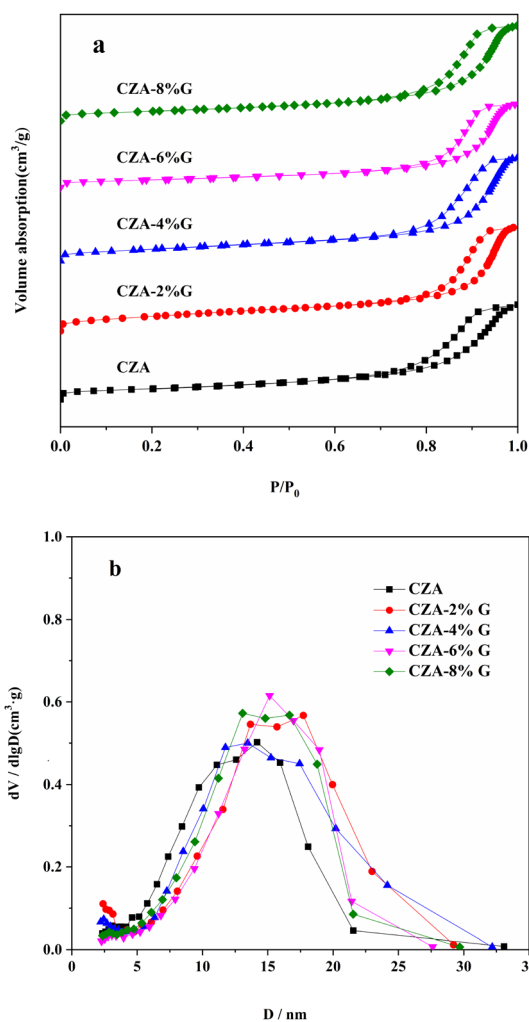 a
CZA-8%G
CZA-6%G
CZA-4%G
CZA-2%G
CZA
Volume absorption(cm³/g)
0.0 0.2 0.4 0.6 0.8 1.0
P/P₀
b
CZA
CZA-2% G
CZA-4% G
CZA-6% G
CZA-8% G
dV / dlgD(cm³·g)
1.0
0.8
0.6
0.4
0.2
0.0
0 5 10 15 20 25 30
D / nm